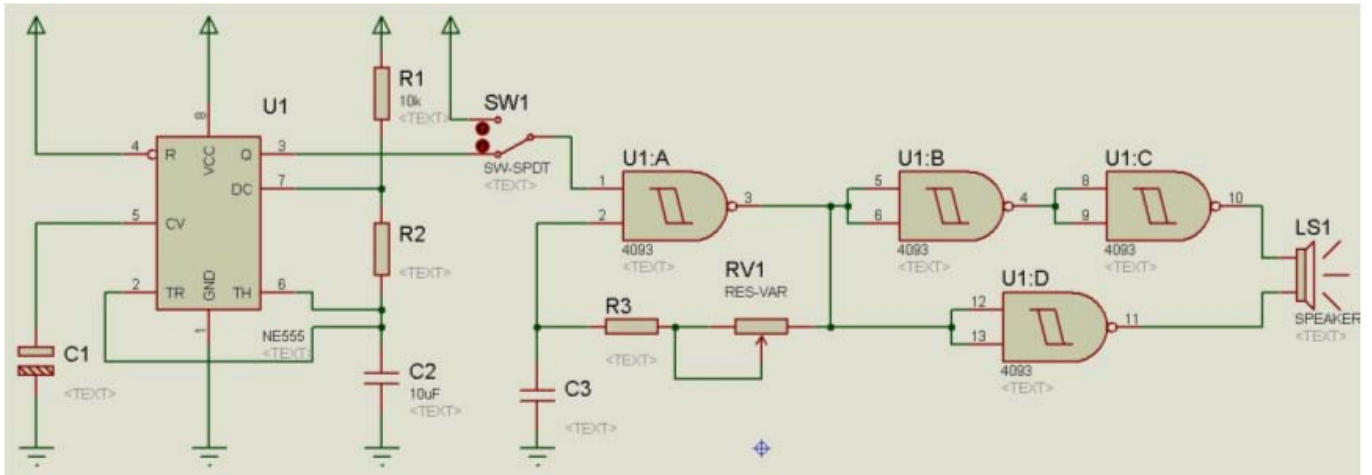 R1
10k
<TEXT>
U1
SW1
SW-SPDT
<TEXT>
8
VCC
4
R
Q
3
DC
7
5
CV
2
TR
GND
TH
6
1
NE555
<TEXT>
R2
<TEXT>
C1
<TEXT>
C2
10uF
<TEXT>
U1:A
1
2
3
4093
<TEXT>
U1:B
5
6
4
4093
<TEXT>
U1:C
8
9
10
4093
<TEXT>
LS1
SPEAKER
<TEXT>
RV1
RES-VAR
<TEXT>
R3
<TEXT>
U1:D
12
13
11
4093
<TEXT>
C3
<TEXT>